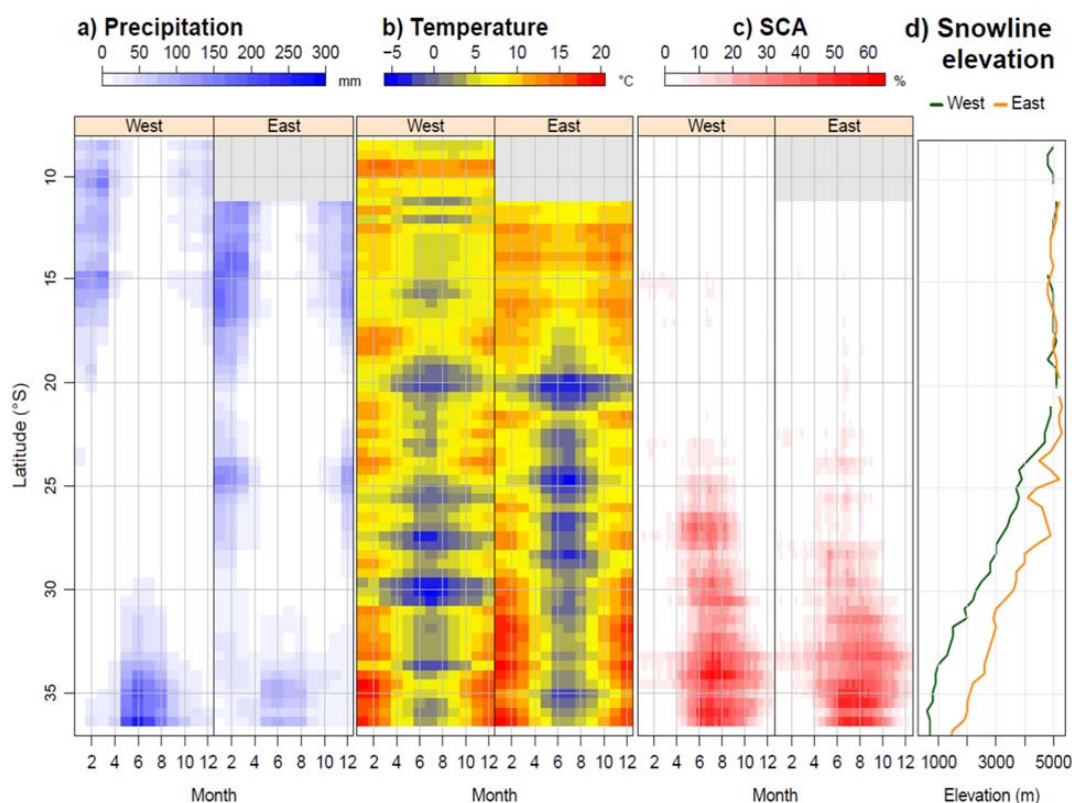 a) Precipitation
b) Temperature
c) SCA
d) Snowline
elevation
0 50 100 150 200 300
mm
−5 0 5 10 15 20
°C
0 10 20 30 40 50 60
%
West East
West East
West East
West East
10
15
20
25
30
35
Latitude (°S)
2 4 6 8 10 12 2 4 6 8 10 12
2 4 6 8 10 12 2 4 6 8 10 12
2 4 6 8 10 12 2 4 6 8 10 12
1000 3000 5000
Month
Month
Month
Elevation (m)